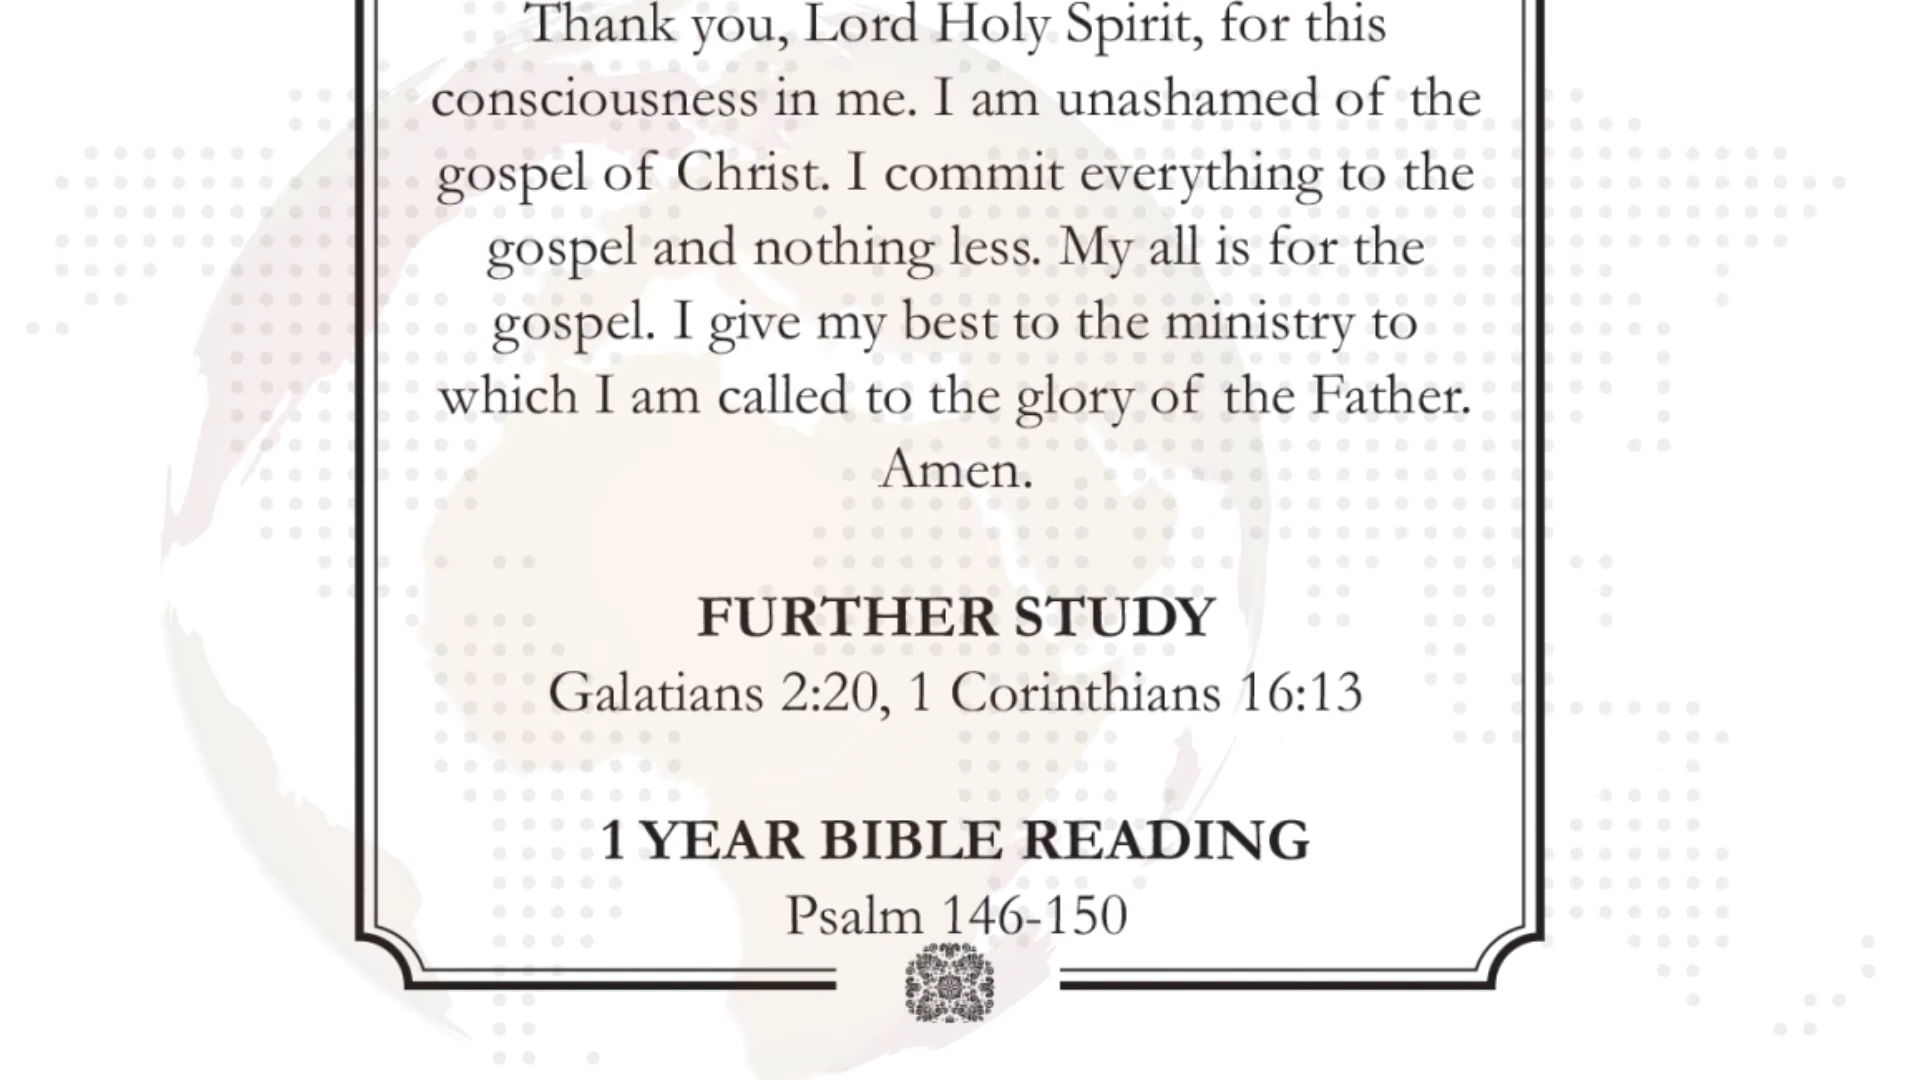 Thank you, Lord Holy Spirit, for this
consciousness in me. I am unashamed of the
gospel of Christ. I commit everything to the
gospel and nothing less. My all is for the
gospel. I give my best to the ministry to
which I am called to the glory of the Father.
Amen.
FURTHER STUDY
Galatians 2:20, 1 Corinthians 16:13
1 YEAR BIBLE READING
Psalm 146-150